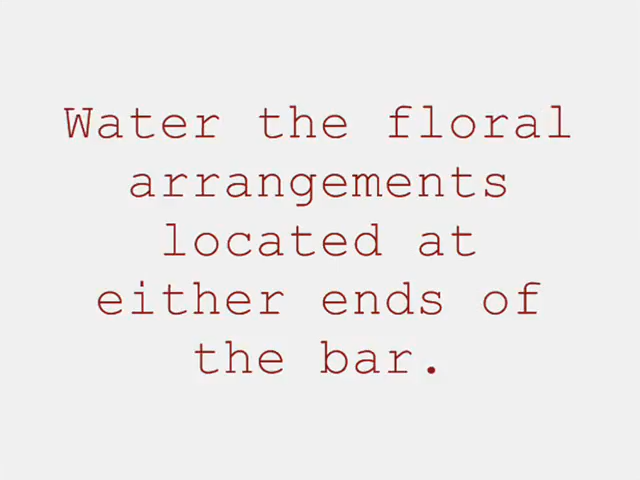 Water the floral
arrangements
located at
either ends of
the bar.